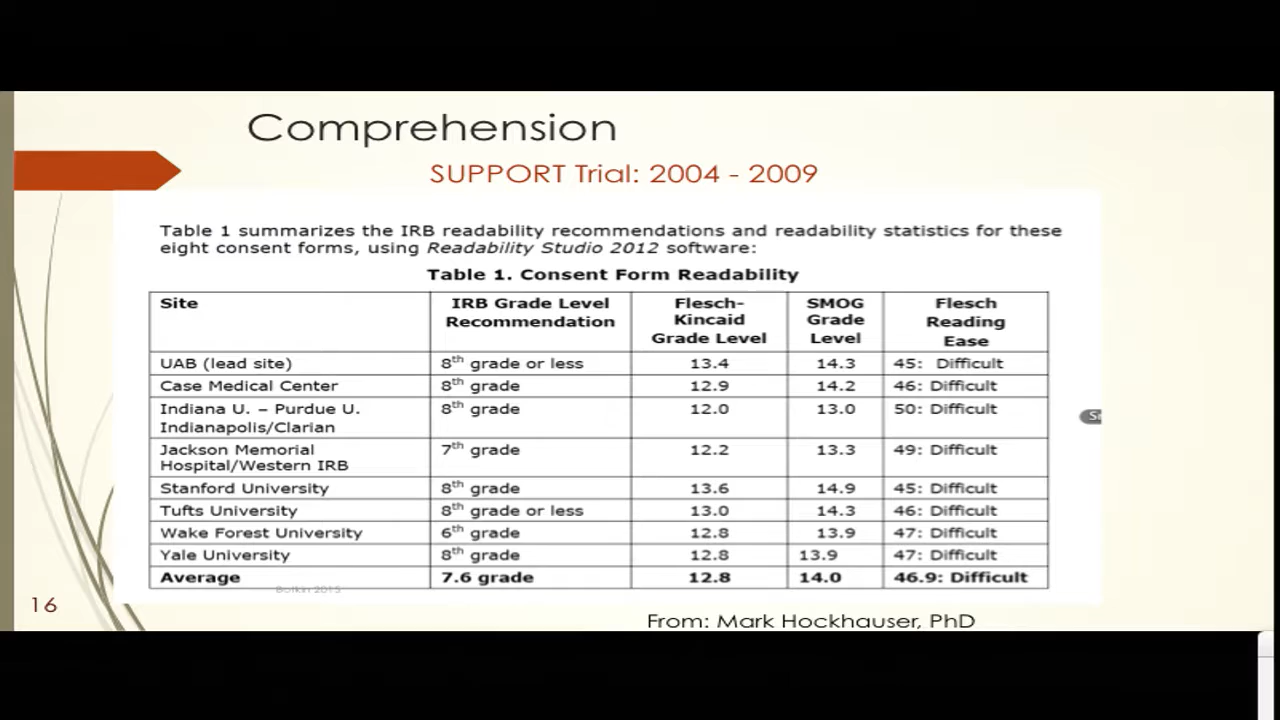 Comprehension
SUPPORT Trial: 2004 - 2009
Table 1 summarizes the IRB readability recommendations and readability statistics for these
eight consent forms, using Readability Studio 2012 software:
Table 1. Consent Form Readability
Site IRB Grade Level Recommendation Flesch-Kincaid Grade Level SMOG Grade Level Flesch Reading Ease
UAB (lead site) 8th grade or less 13.4 14.3 45: Difficult
Case Medical Center 8th grade 12.9 14.2 46: Difficult
Indiana U. – Purdue U. Indianapolis/Clarian 8th grade 12.0 13.0 50: Difficult
Jackson Memorial Hospital/Western IRB 7th grade 12.2 13.3 49: Difficult
Stanford University 8th grade 13.6 14.9 45: Difficult
Tufts University 8th grade or less 13.0 14.3 46: Difficult
Wake Forest University 6th grade 12.8 13.9 47: Difficult
Yale University 8th grade 12.8 13.9 47: Difficult
Average 7.6 grade 12.8 14.0 46.9: Difficult
16
From: Mark Hockhauser, PhD